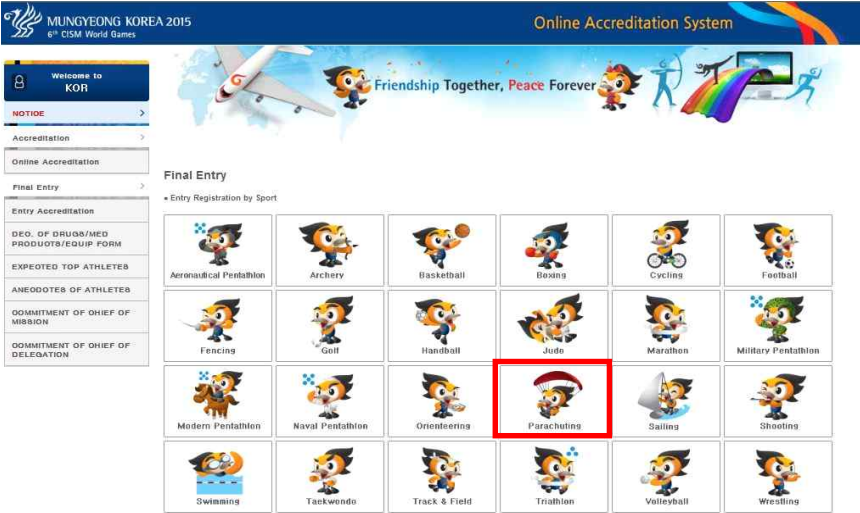 MUNGYEONG KOREA 2015
6th CISM World Games
Online Accreditation System
Welcome to
KOR
NOTICE
Accreditation
Online Accreditation
Final Entry
Entry Accreditation
DEC. OF DRUGS/MED
PRODUCTS/EQUIP FORM
EXPECTED TOP ATHLETES
ANECDOTES OF ATHLETES
COMMITMENT OF CHIEF OF
MISSION
COMMITMENT OF CHIEF OF
DELEGATION
Friendship Together, Peace Forever
Final Entry
Entry Registration by Sport
Aeronautical Pentathlon
Archery
Basketball
Boxing
Cycling
Football
Fencing
Golf
Handball
Judo
Marathon
Military Pentathlon
Modern Pentathlon
Naval Pentathlon
Orienteering
Parachuting
Sailing
Shooting
Swimming
Taekwondo
Track & Field
Triathlon
Volleyball
Wrestling